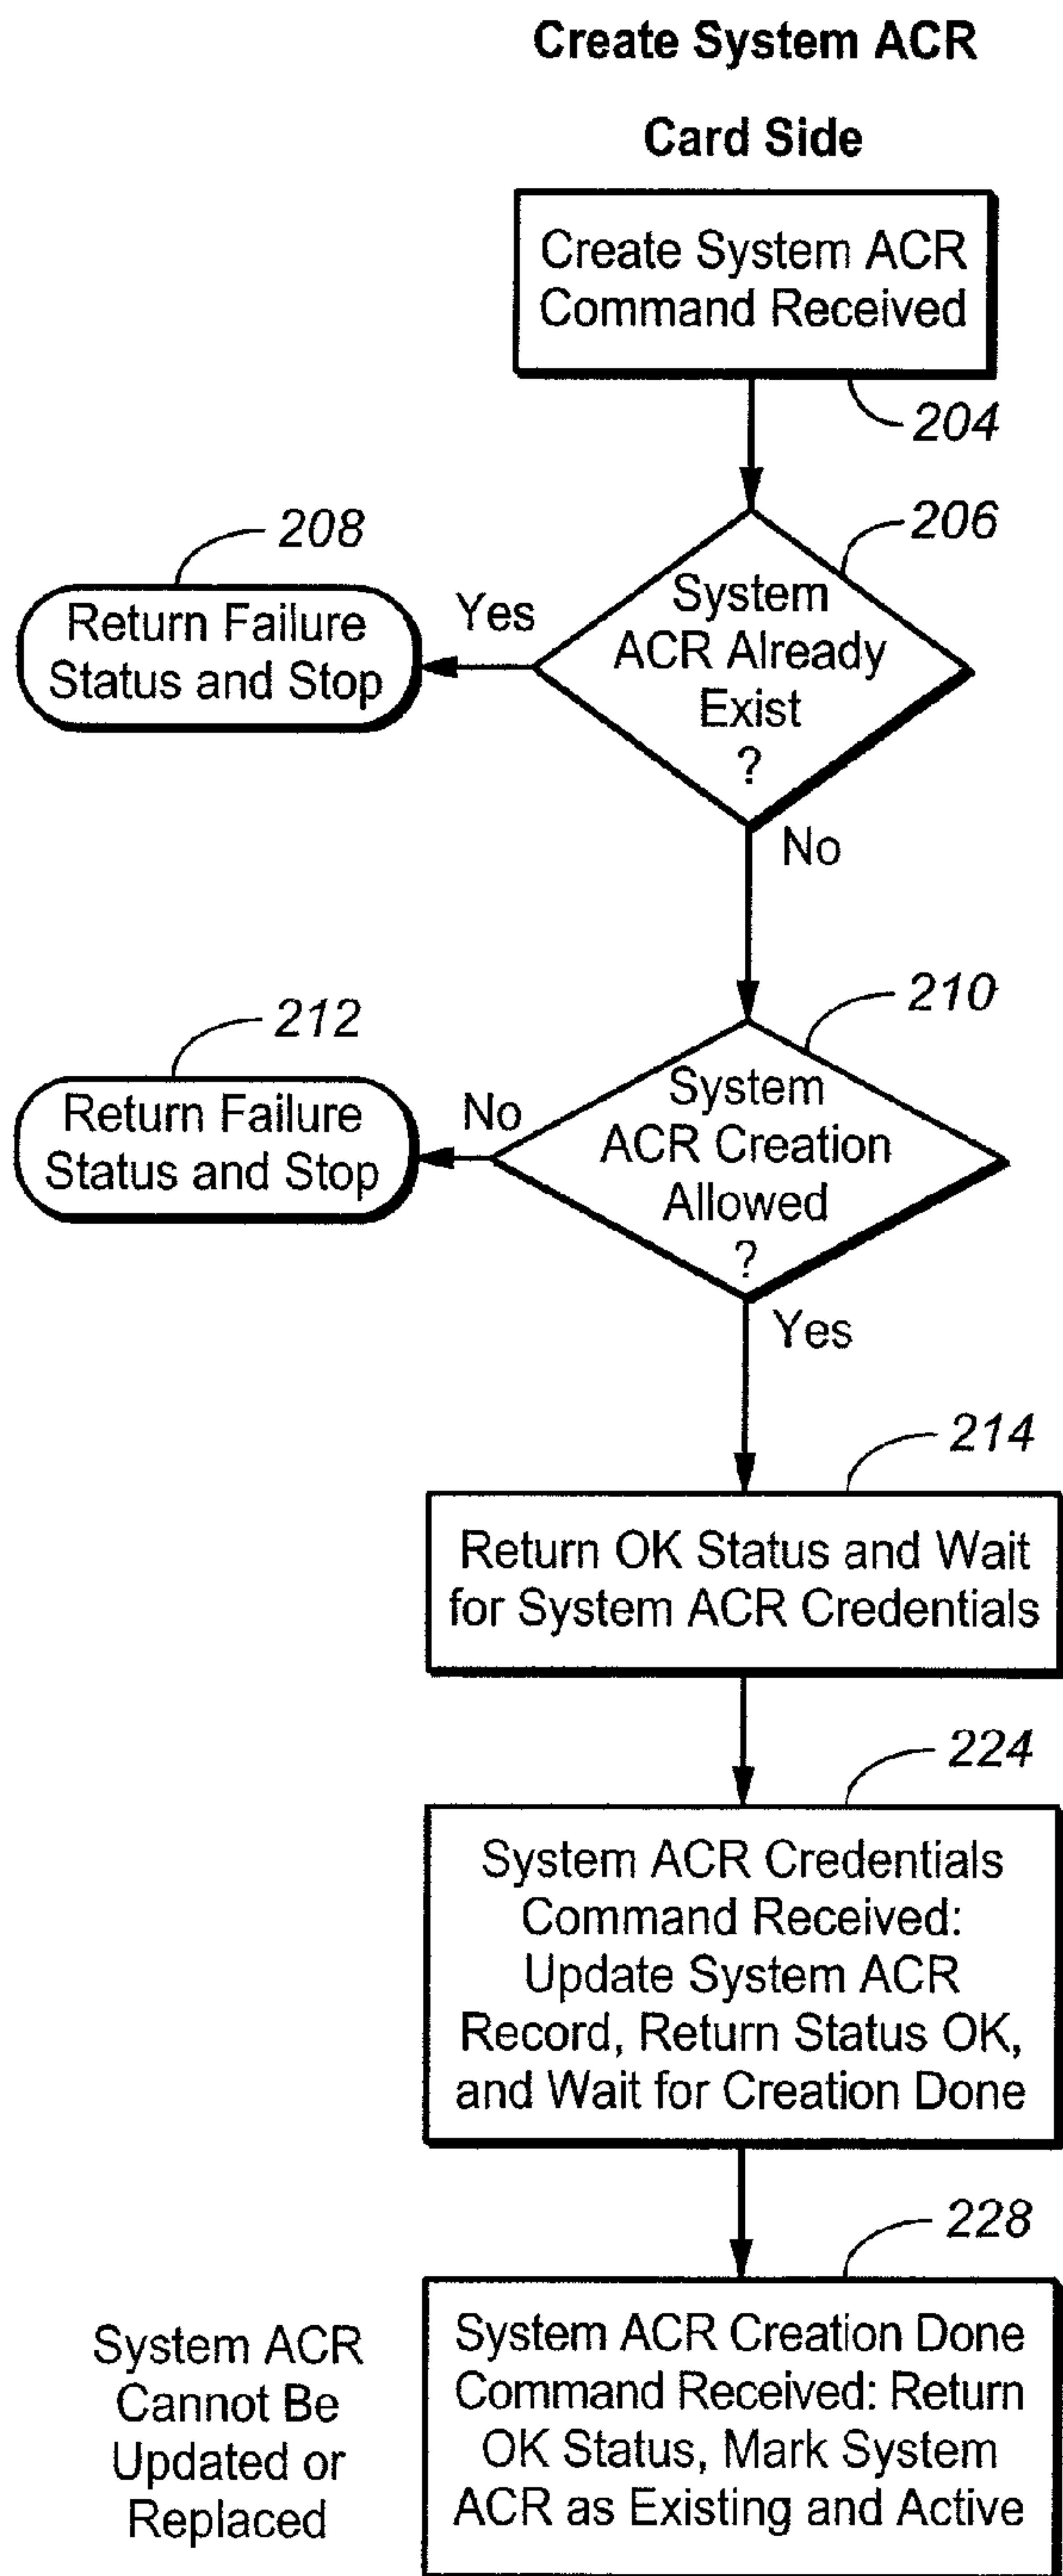 Create System ACR
Card Side
Create System ACR
Command Received
204
206
208
System
ACR Already
Exist
?
Yes
Return Failure
Status and Stop
No
210
212
System
ACR Creation
Allowed
?
No
Return Failure
Status and Stop
Yes
214
Return OK Status and Wait
for System ACR Credentials
224
System ACR Credentials
Command Received:
Update System ACR
Record, Return Status OK,
and Wait for Creation Done
228
System ACR Creation Done
Command Received: Return
OK Status, Mark System
ACR as Existing and Active
System ACR
Cannot Be
Updated or
Replaced